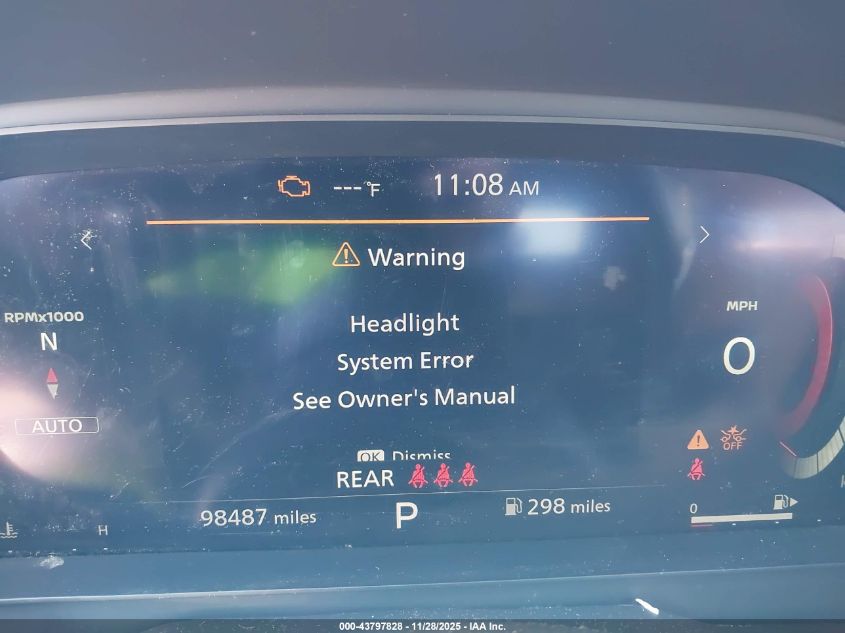 ---°F 11:08 AM
Warning
RPMx1000
MPH
N
Headlight
0
System Error
See Owner's Manual
AUTO
OFF
OK Dismiss
REAR
98487 miles
P
298 miles
0
H
000-43797828 - 11/28/2025 - IAA Inc.